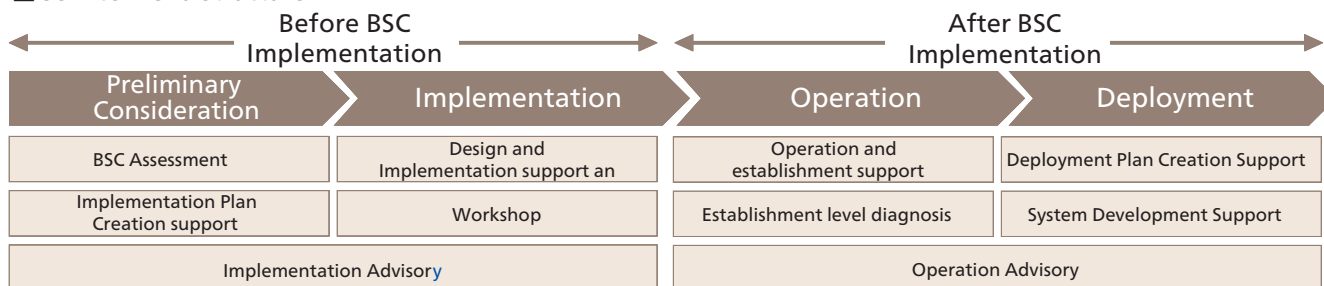 Before BSC
Implementation
After BSC
Implementation
Preliminary
Consideration
Implementation
Operation
Deployment
BSC Assessment
Design and
Implementation support an
Operation and
establishment support
Deployment Plan Creation Support
Implementation Plan
Creation support
Workshop
Establishment level diagnosis
System Development Support
Implementation Advisory
Operation Advisory